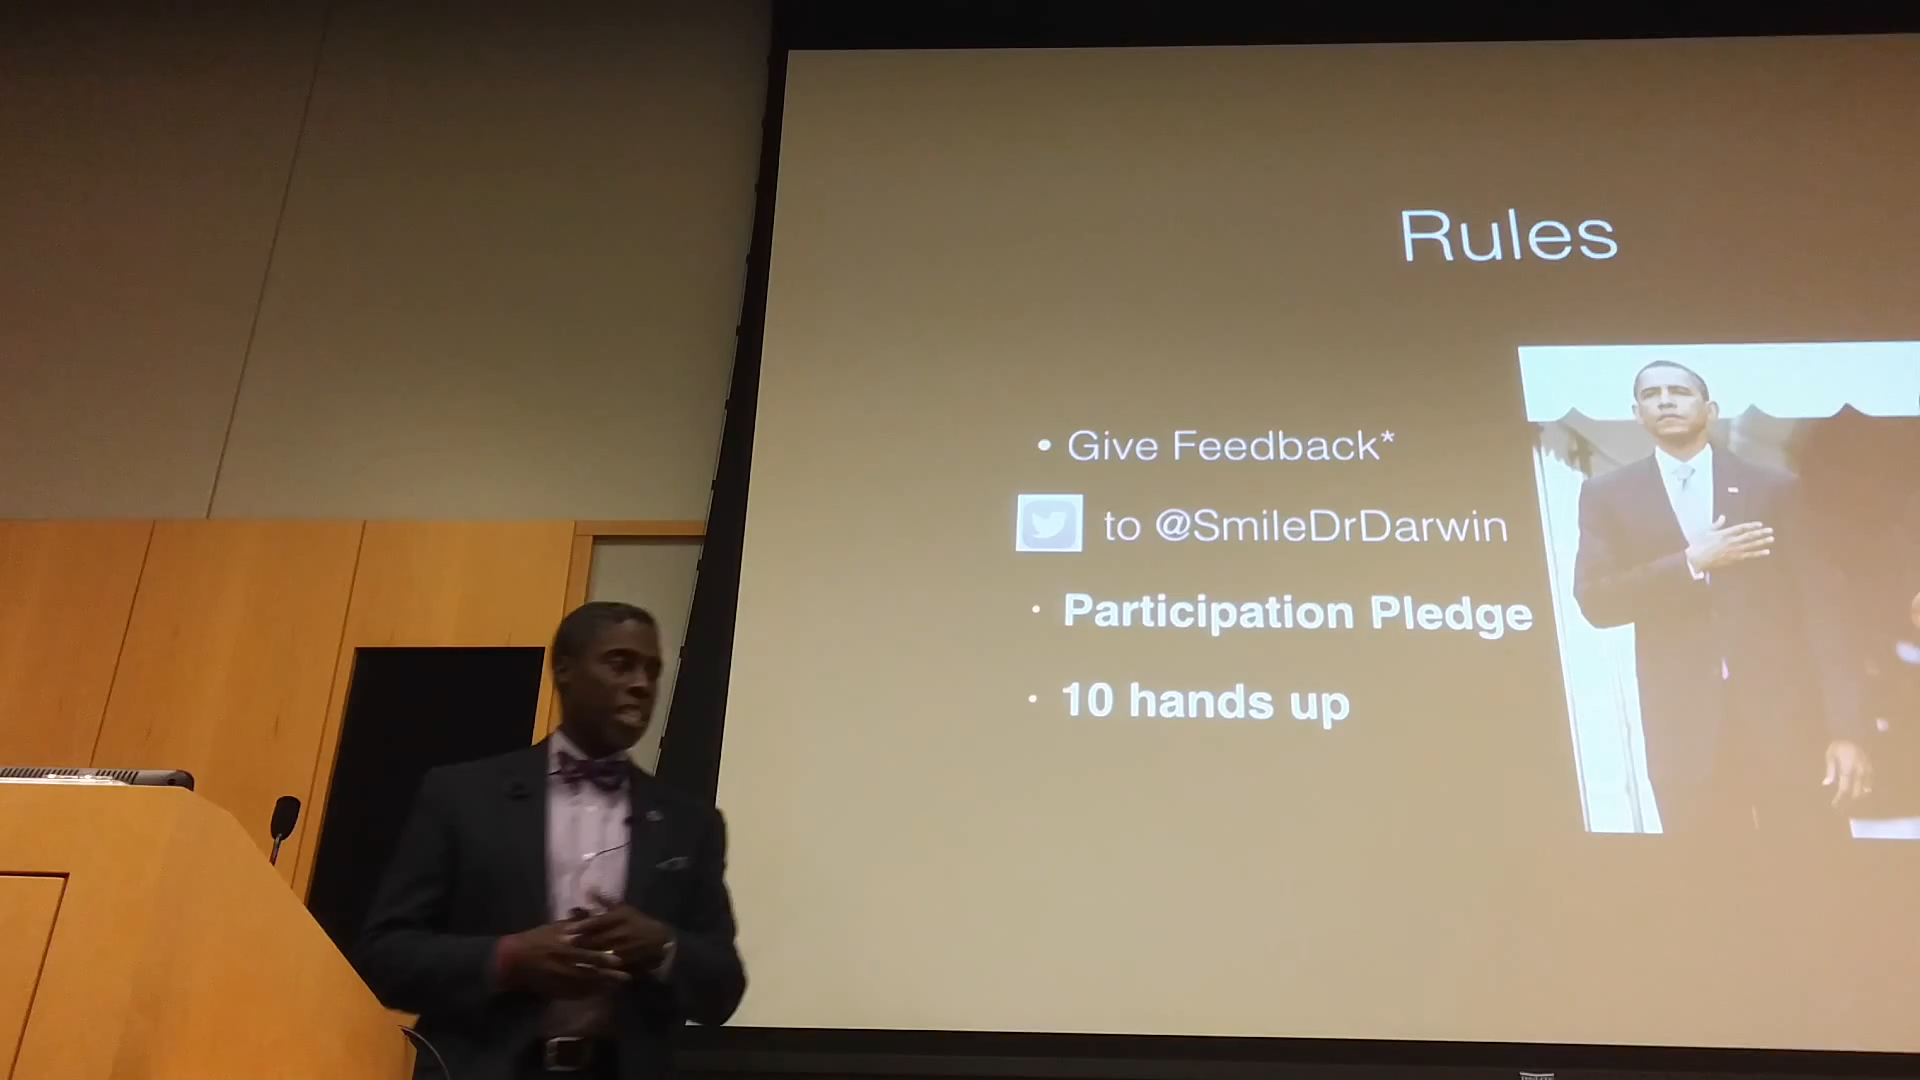 Rules
• Give Feedback*
to @SmileDrDarwin
• Participation Pledge
• 10 hands up